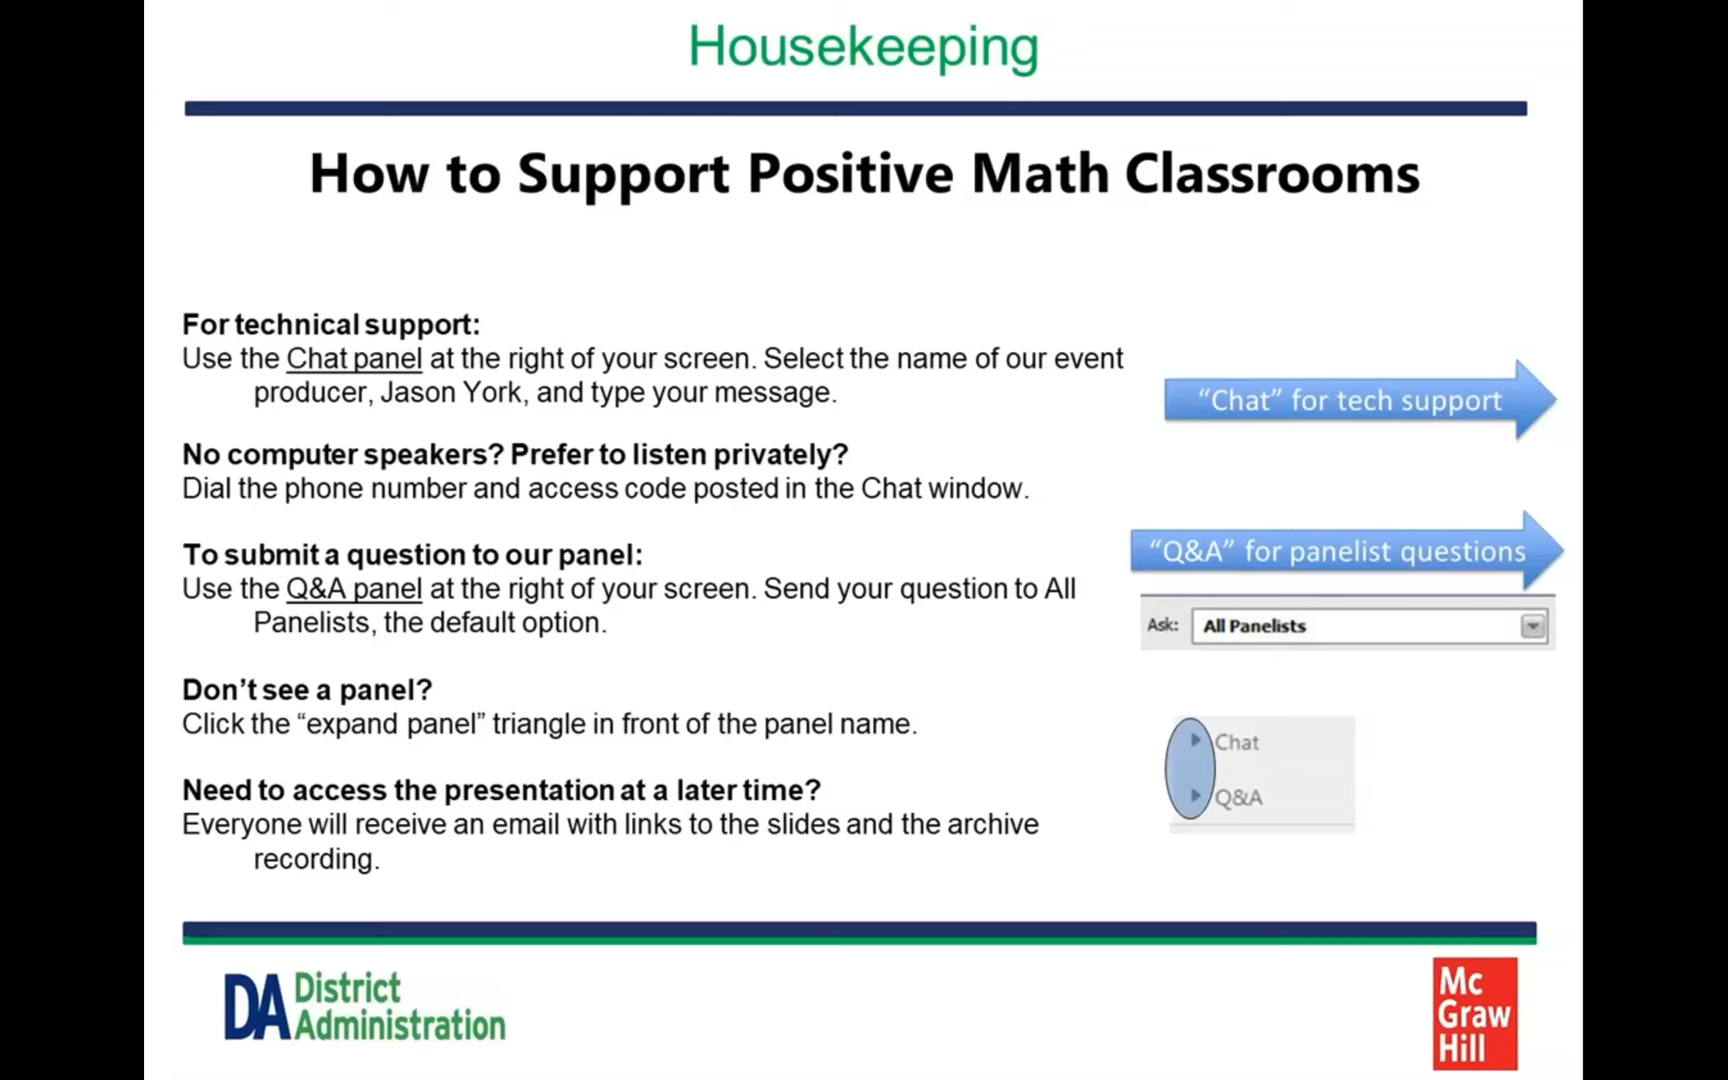 Housekeeping
How to Support Positive Math Classrooms
For technical support:
Use the Chat panel at the right of your screen. Select the name of our event
producer, Jason York, and type your message.
“Chat” for tech support
No computer speakers? Prefer to listen privately?
Dial the phone number and access code posted in the Chat window.
To submit a question to our panel:
Use the Q&A panel at the right of your screen. Send your question to All
Panelists, the default option.
“Q&A” for panelist questions
Ask: All Panelists
Don’t see a panel?
Click the “expand panel” triangle in front of the panel name.
Chat
Q&A
Need to access the presentation at a later time?
Everyone will receive an email with links to the slides and the archive
recording.
DA District
Administration
Mc
Graw
Hill